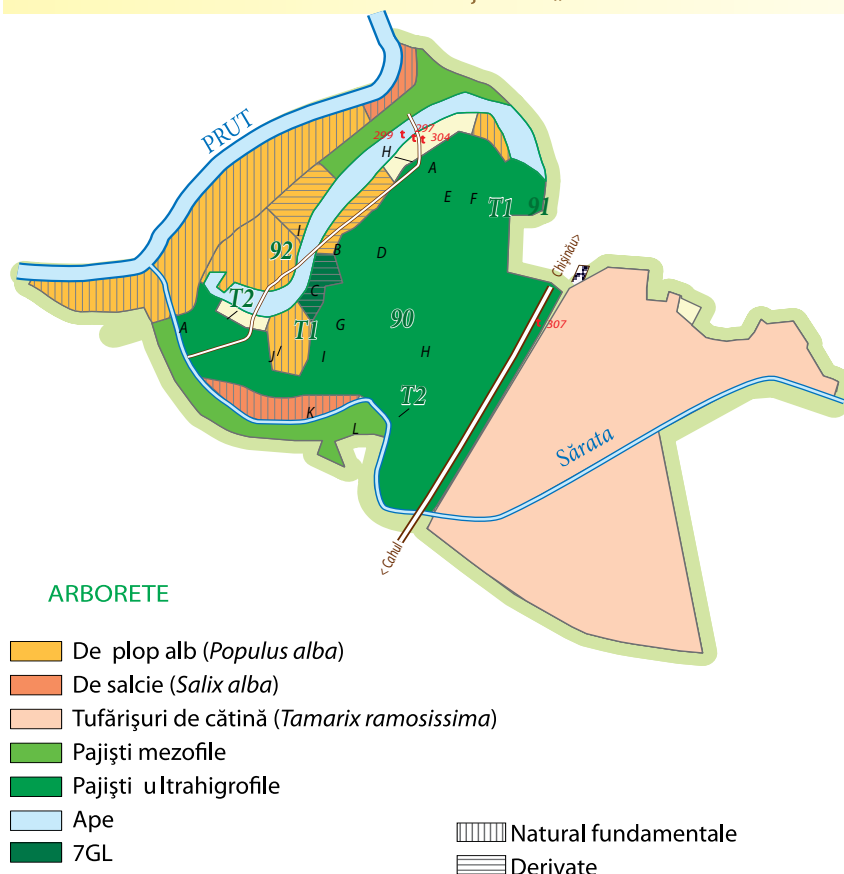 PRUT
299
297
304
H
A
E
F
T1
91
I
92
B
D
Chişinău>
C
T2
A
T1
G
90
307
J
I
H
T2
K
L
Sărata
< Cahul
ARBORETE
De plop alb (Populus alba)
De salcie (Salix alba)
Tufărişuri de cătină (Tamarix ramosissima)
Pajişti mezofile
Pajişti ultrahigrofile
Ape
7GL
Natural fundamentale
Derivate